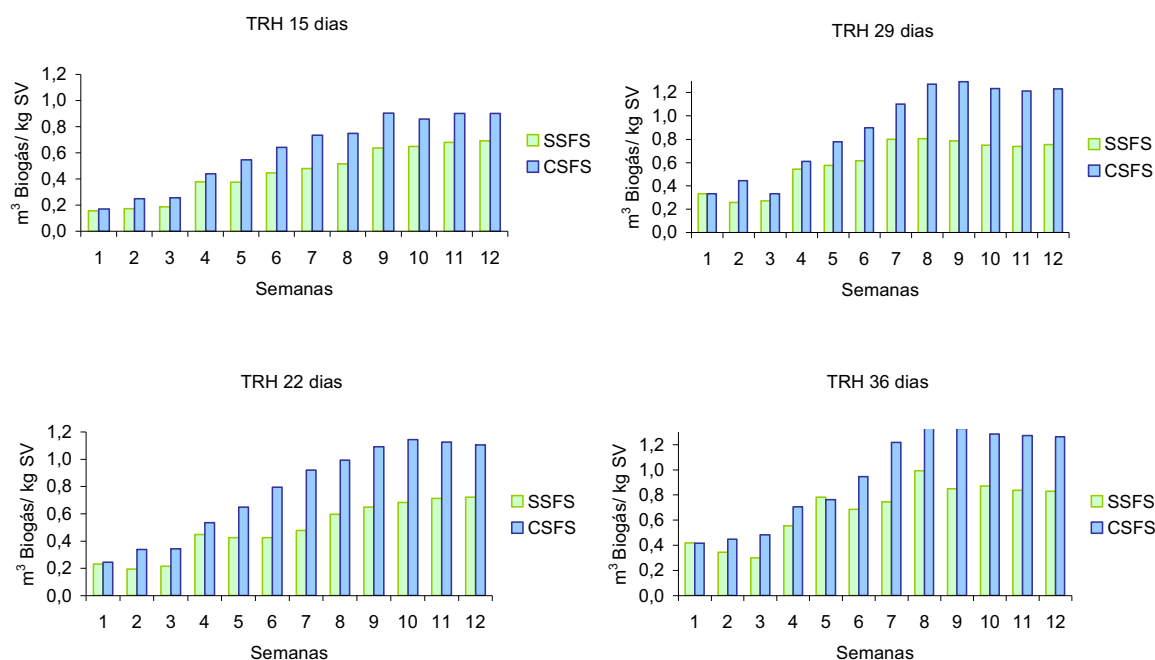 TRH 15 dias
m³ Biogás/ kg SV
1,2
1,0
0,8
0,6
0,4
0,2
0,0
1 2 3 4 5 6 7 8 9 10 11 12
Semanas
SSFS
CSFS
TRH 29 dias
m³ Biogás/ kg SV
1,2
1,0
0,8
0,6
0,4
0,2
0,0
1 2 3 4 5 6 7 8 9 10 11 12
Semanas
SSFS
CSFS
TRH 22 dias
m³ Biogás/ kg SV
1,2
1,0
0,8
0,6
0,4
0,2
0,0
1 2 3 4 5 6 7 8 9 10 11 12
Semanas
SSFS
CSFS
TRH 36 dias
m³ Biogás/ kg SV
1,2
1,0
0,8
0,6
0,4
0,2
0,0
1 2 3 4 5 6 7 8 9 10 11 12
Semanas
SSFS
CSFS